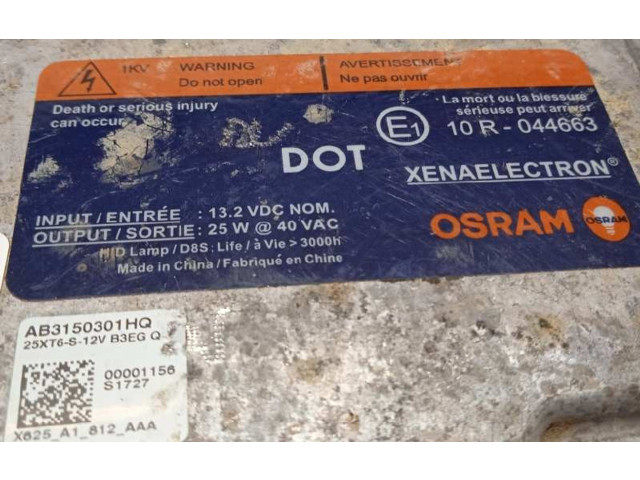 1KV WARNING
Do not open
AVERTISSEMENT
Ne pas ouvrir
Death or serious injury
can occur
La mort ou la blessure
sérieuse peut arriver
E1 10 R - 044663
DOT
XENAELECTRON®
INPUT / ENTRÉE : 13.2 VDC NOM.
OUTPUT / SORTIE : 25 W @ 40 VAC
HID Lamp / D8S; Life / à Vie > 3000h
Made in China / Fabriqué en Chine
OSRAM
AB3150301HQ
25XT6-S-12V B3EG Q
00001156
S1727
X625_A1_812_AAA